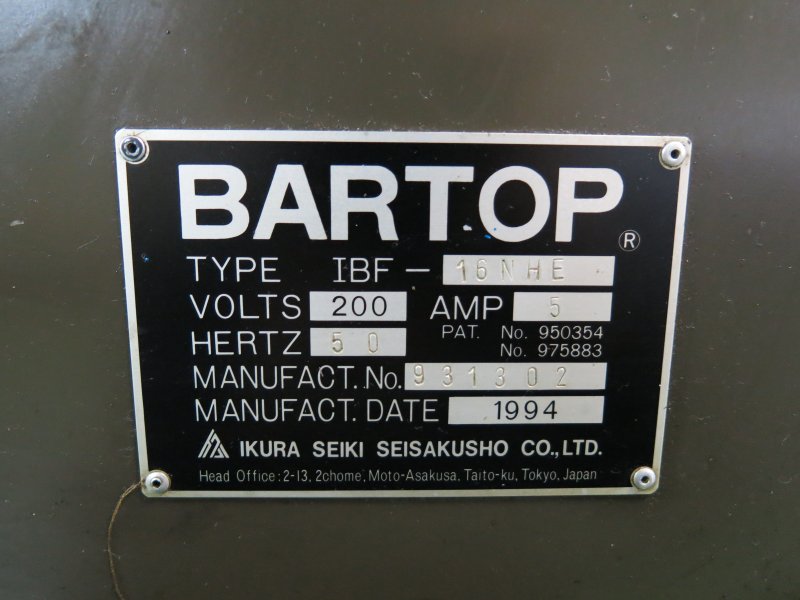 BARTOP ®
TYPE IBF - 16NHE
VOLTS 200 AMP 5
HERTZ 50 PAT. No. 950354
No. 975883
MANUFACT. No. 931302
MANUFACT. DATE 1994
IKURA SEIKI SEISAKUSHO CO., LTD.
Head Office: 2-13, 2chome, Moto-Asakusa, Taito-ku, Tokyo, Japan